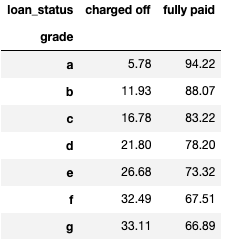 loan_status charged off fully paid
grade
a 5.78 94.22
b 11.93 88.07
c 16.78 83.22
d 21.80 78.20
e 26.68 73.32
f 32.49 67.51
g 33.11 66.89